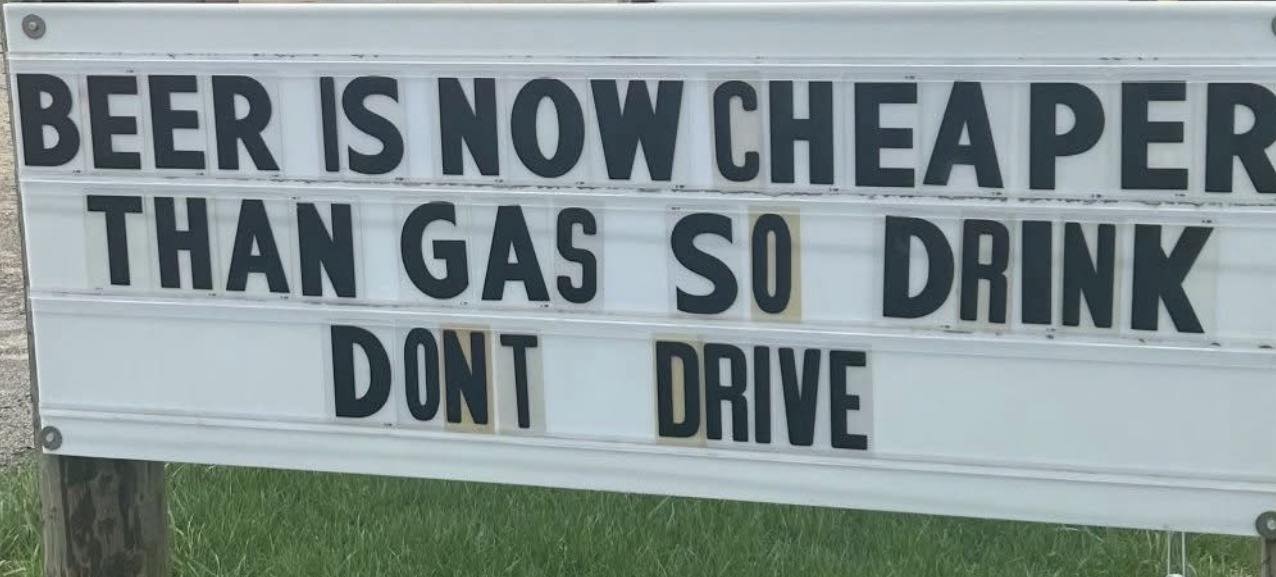 BEER IS NOW CHEAPER
THAN GAS SO DRINK
DONT DRIVE